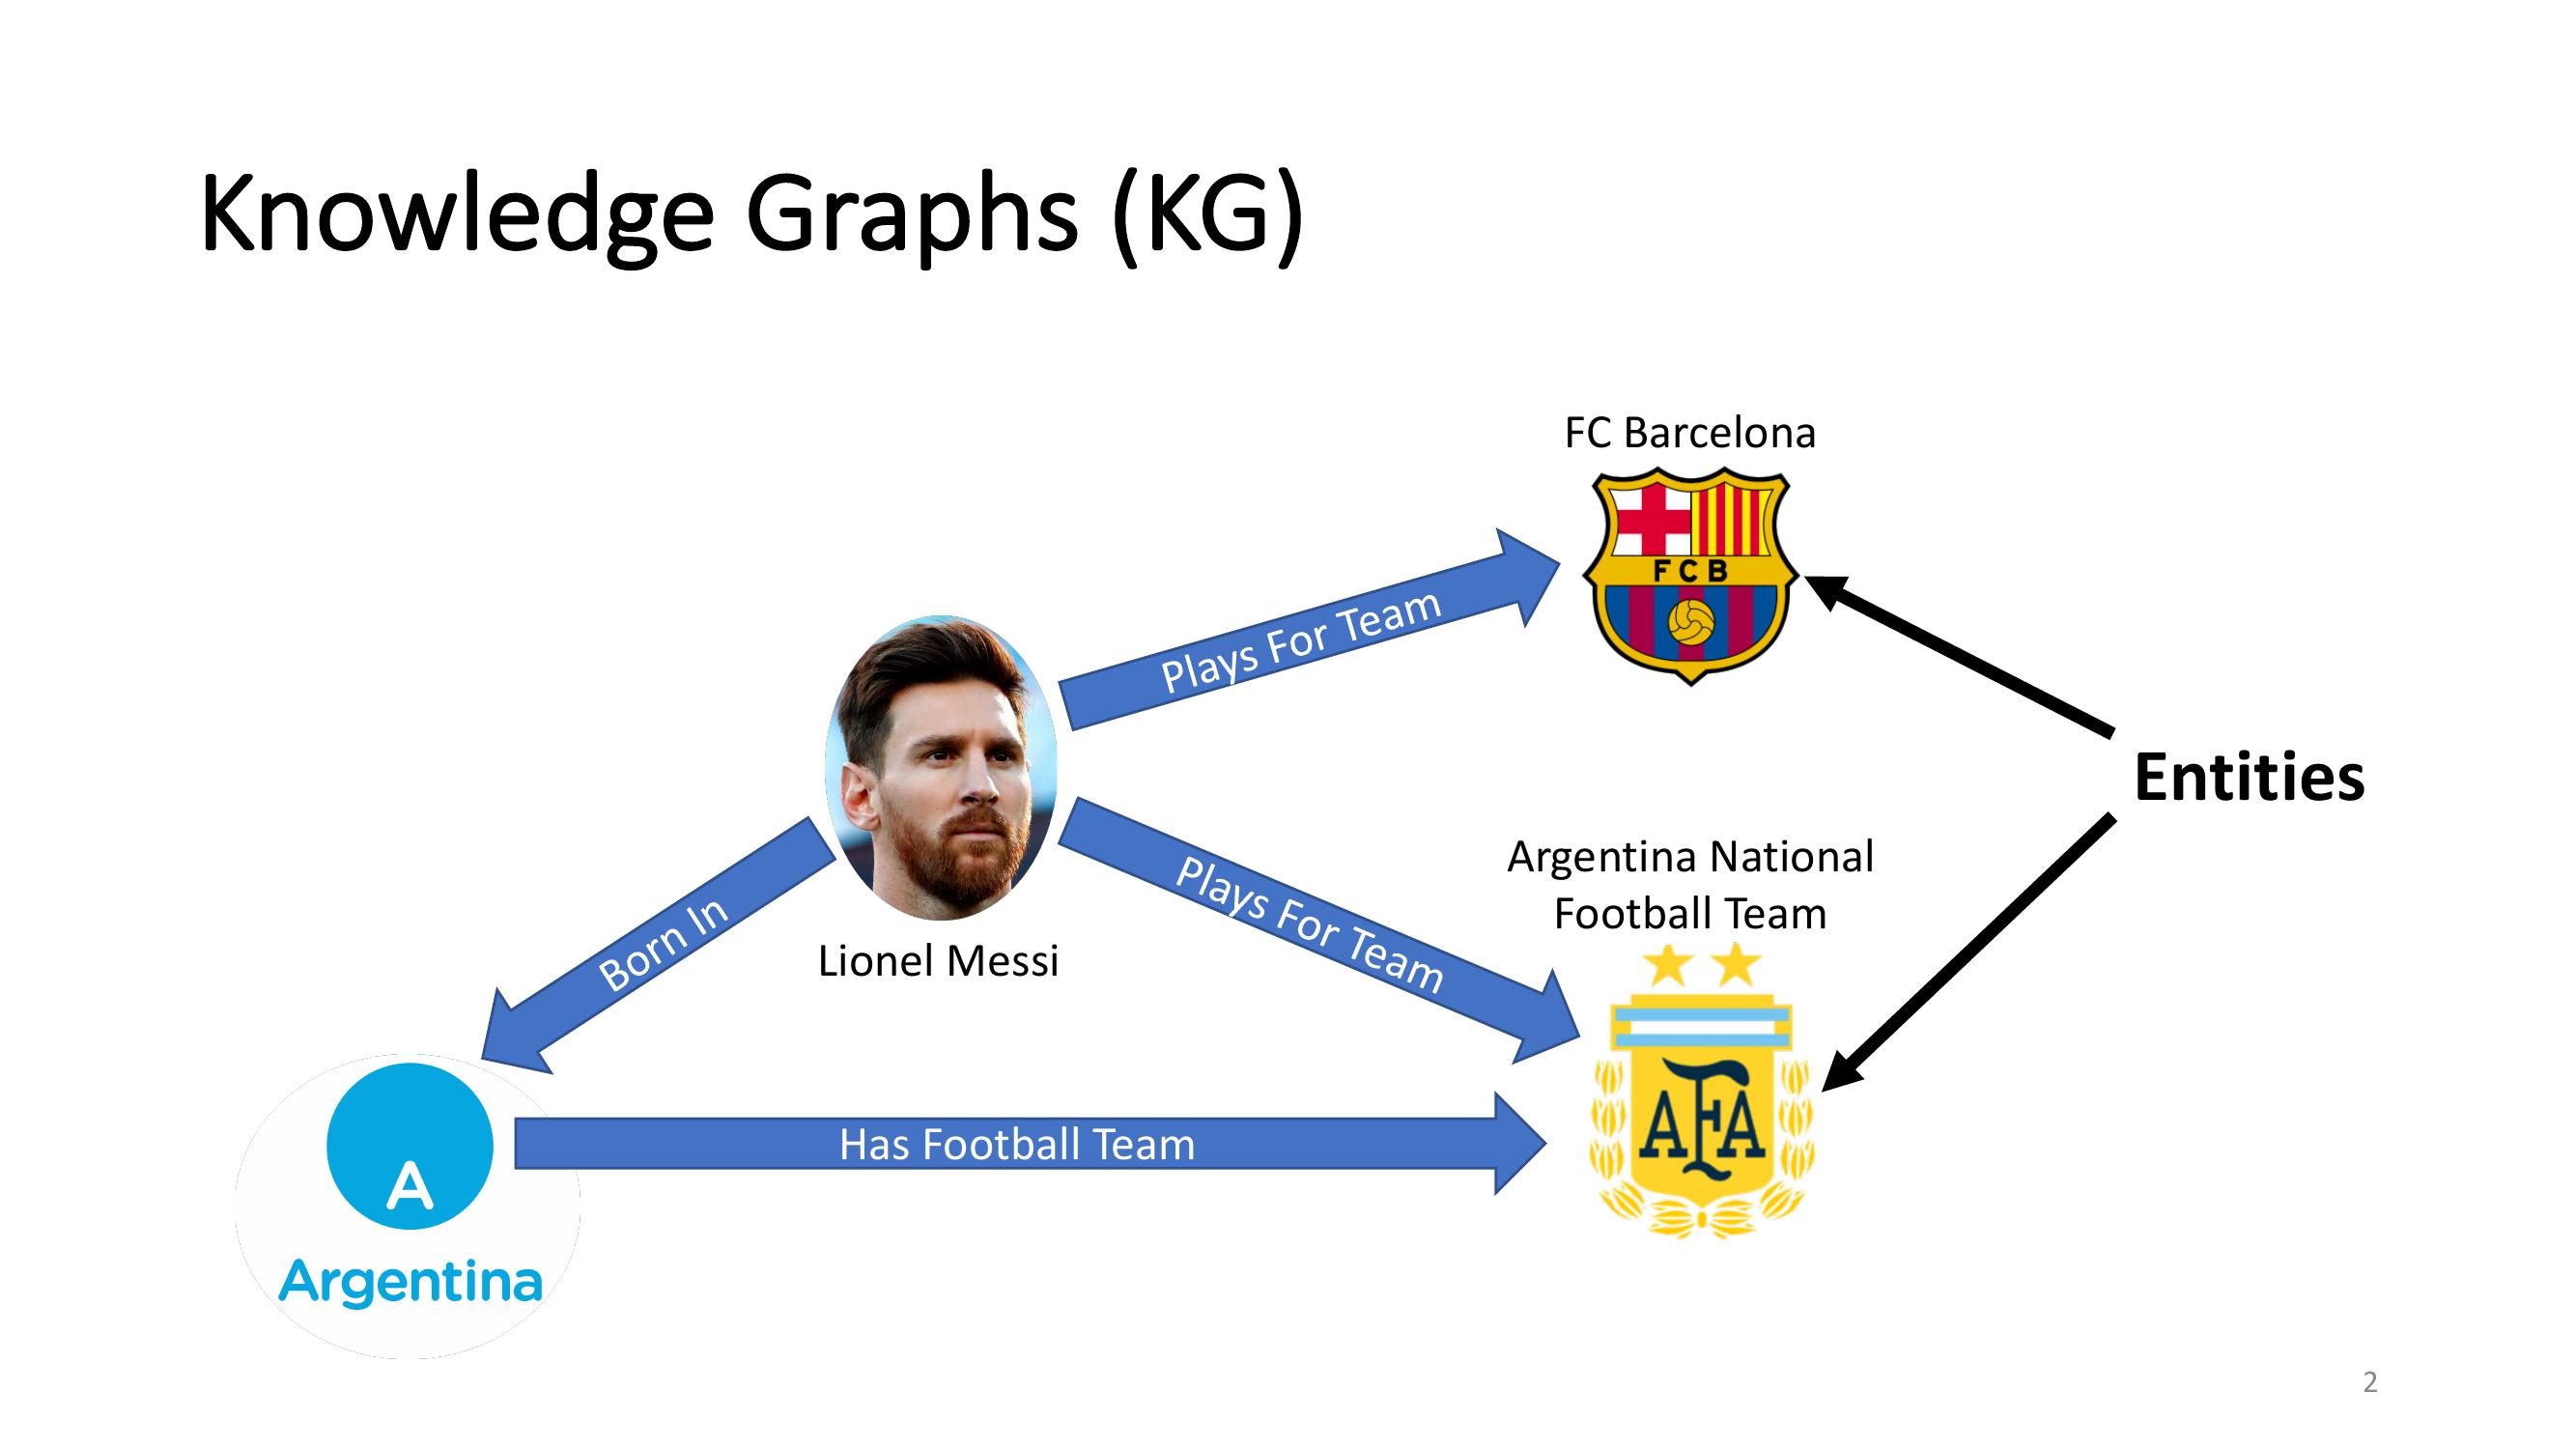 Knowledge Graphs (KG)
FC Barcelona
FCB
Plays For Team
Entities
Argentina National
Football Team
Plays For Team
Born In
Lionel Messi
AFA
Has Football Team
A
Argentina
2